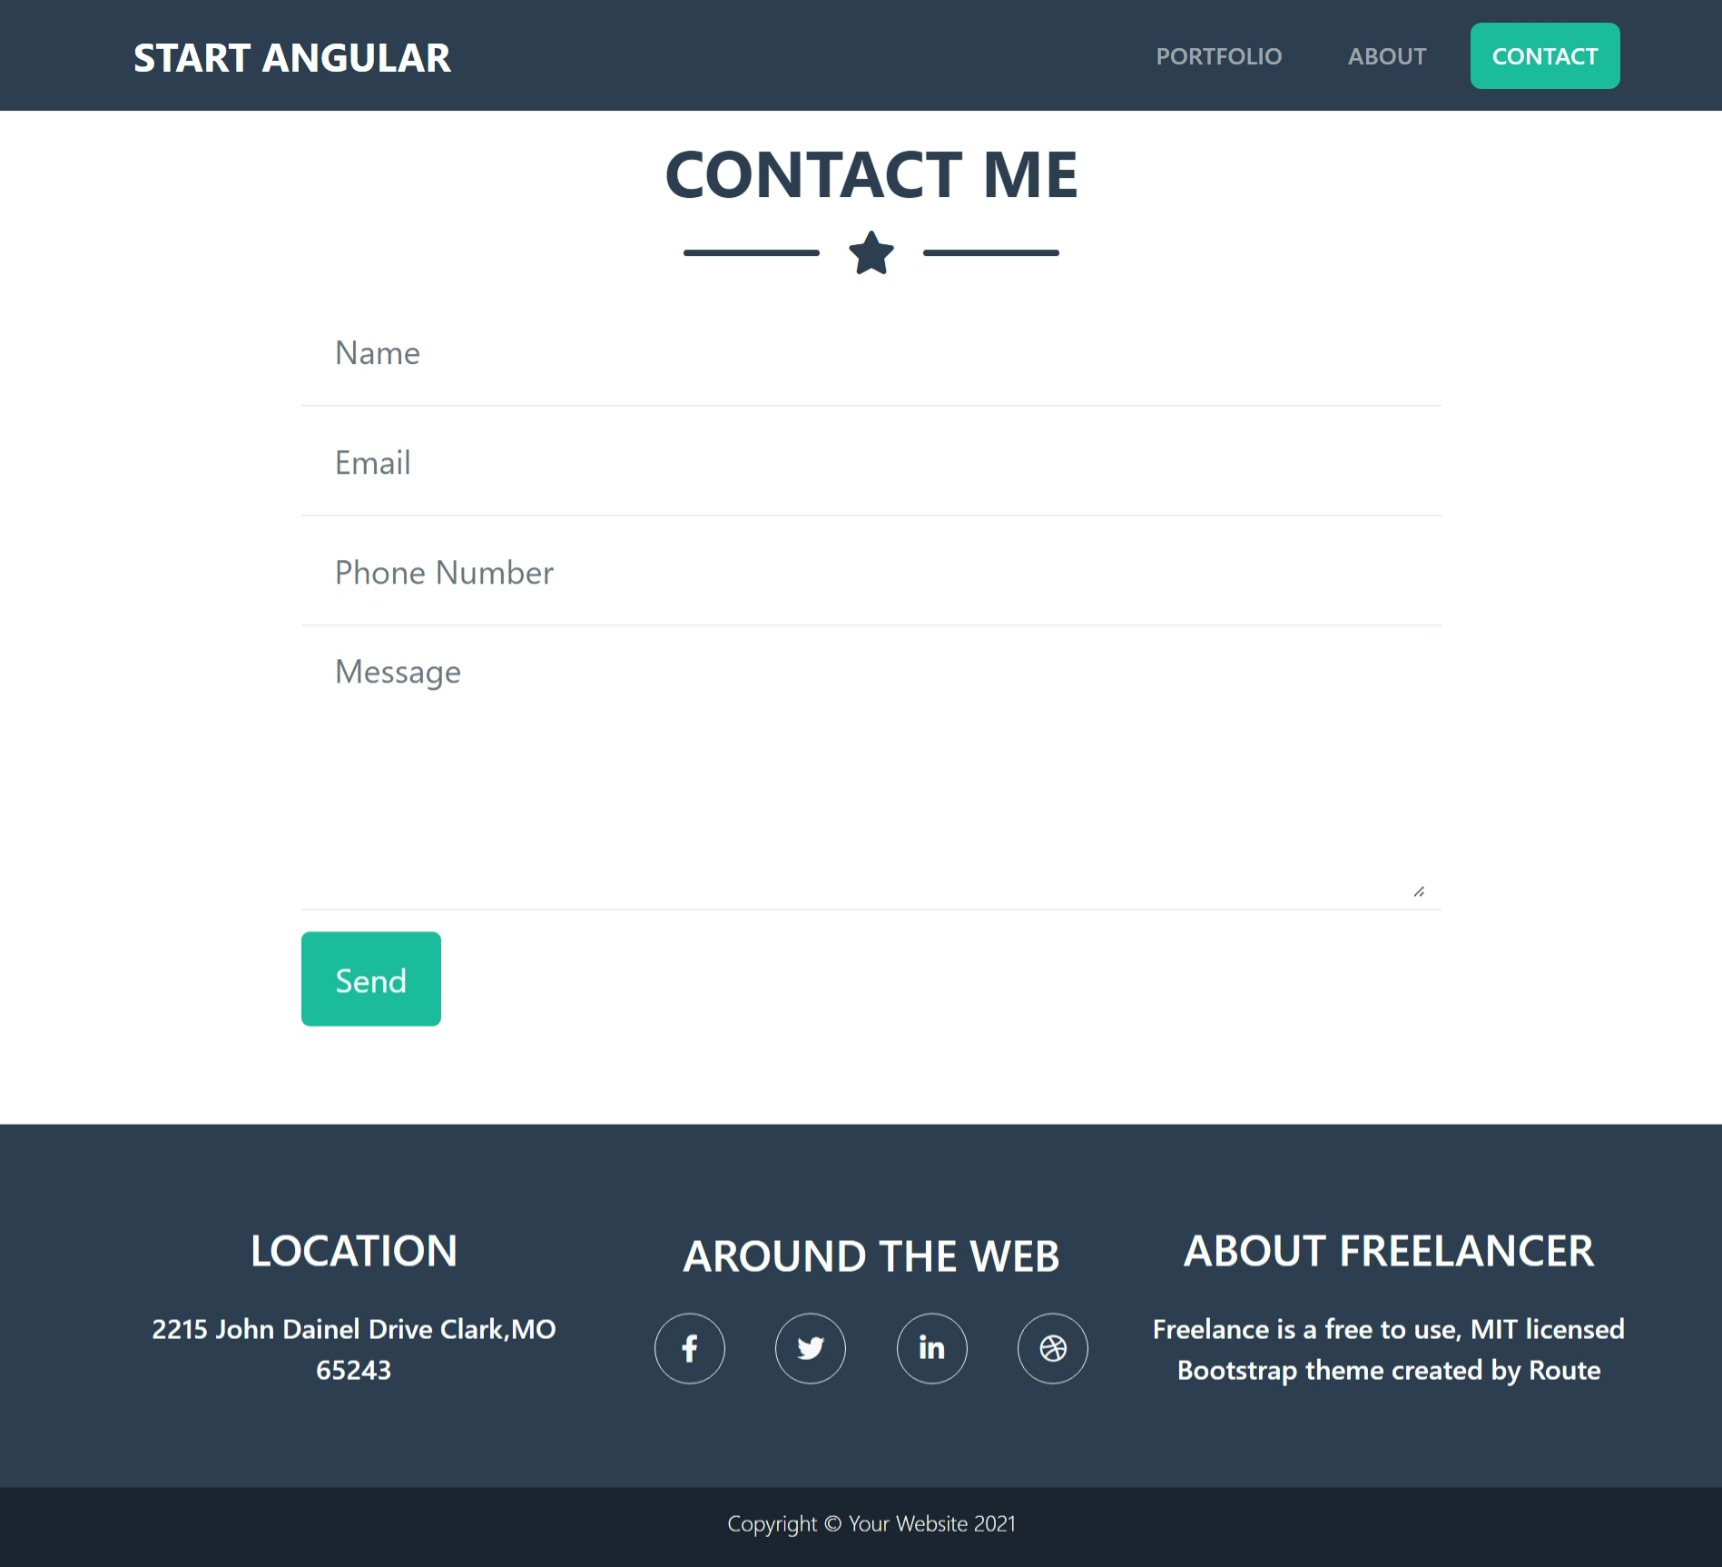 START ANGULAR
PORTFOLIO
ABOUT
CONTACT
CONTACT ME
Name
Email
Phone Number
Message
Send
LOCATION
2215 John Dainel Drive Clark,MO
65243
AROUND THE WEB
ABOUT FREELANCER
Freelance is a free to use, MIT licensed
Bootstrap theme created by Route
Copyright © Your Website 2021